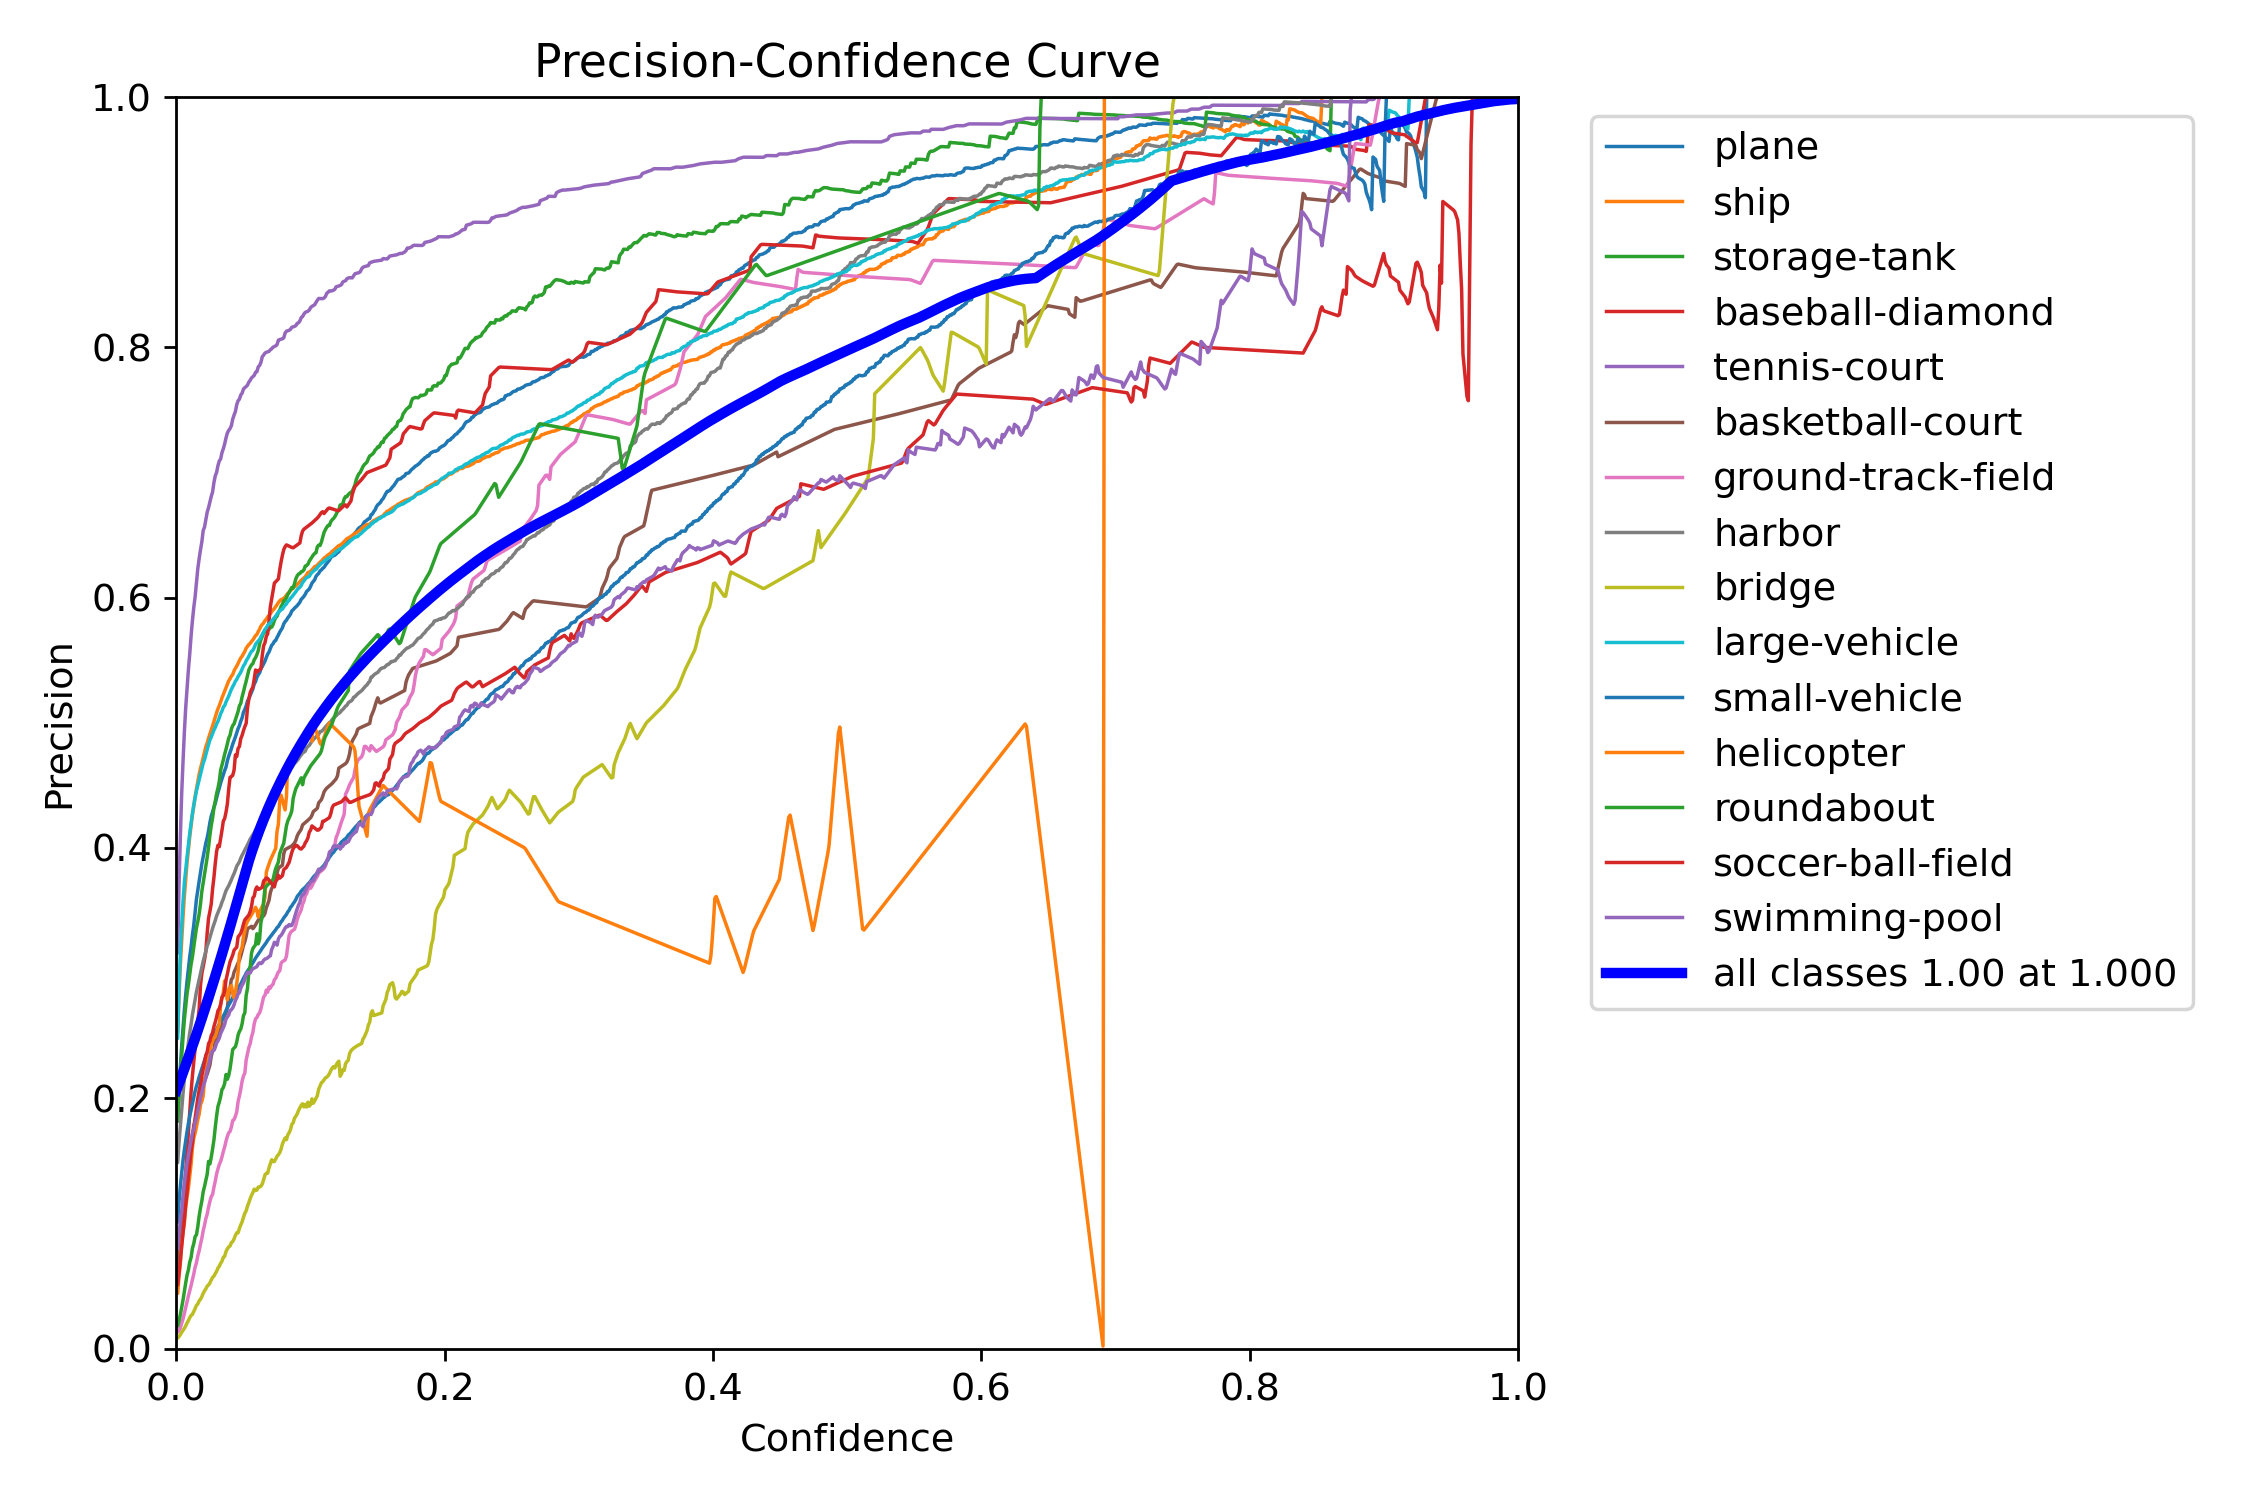 Precision-Confidence Curve
1.0
0.8
0.6
0.4
0.2
0.0
Precision
0.0 0.2 0.4 0.6 0.8 1.0
Confidence
plane
ship
storage-tank
baseball-diamond
tennis-court
basketball-court
ground-track-field
harbor
bridge
large-vehicle
small-vehicle
helicopter
roundabout
soccer-ball-field
swimming-pool
all classes 1.00 at 1.000